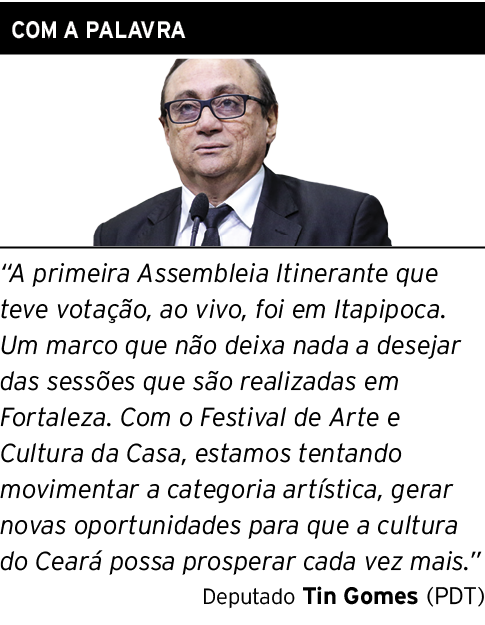 COM A PALAVRA
“A primeira Assembleia Itinerante que
teve votação, ao vivo, foi em Itapipoca.
Um marco que não deixa nada a desejar
das sessões que são realizadas em
Fortaleza. Com o Festival de Arte e
Cultura da Casa, estamos tentando
movimentar a categoria artística, gerar
novas oportunidades para que a cultura
do Ceará possa prosperar cada vez mais.”
Deputado Tin Gomes (PDT)